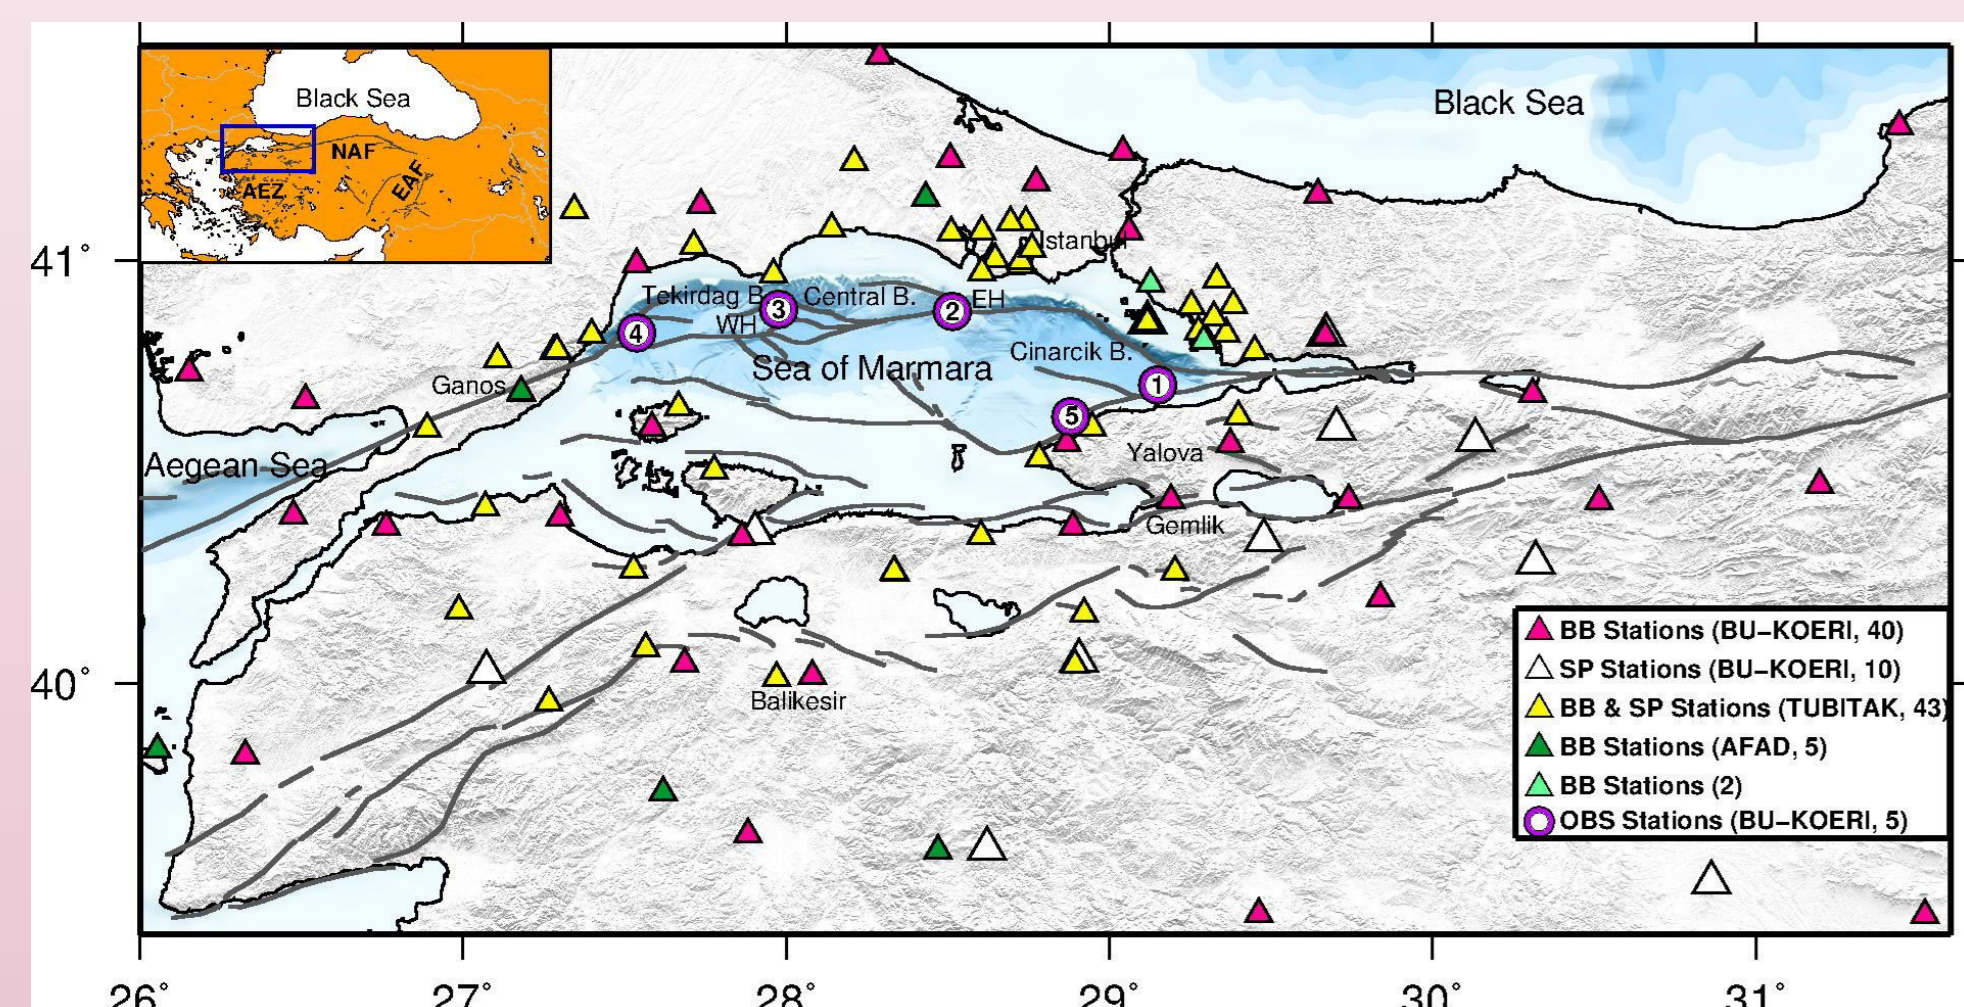 Black Sea
NAF
EAF
AEZ
Black Sea
Istanbul
41°
Tekirdag B.
Central B.
EH
3
2
4
WH
Cinarcik B.
Sea of Marmara
Ganos
1
5
Yalova
Aegean Sea
Gemlik
40°
Balikesir
BB Stations (BU-KOERI, 40)
SP Stations (BU-KOERI, 10)
BB & SP Stations (TUBITAK, 43)
BB Stations (AFAD, 5)
BB Stations (2)
OBS Stations (BU-KOERI, 5)
26° 27° 28° 29° 30° 31°